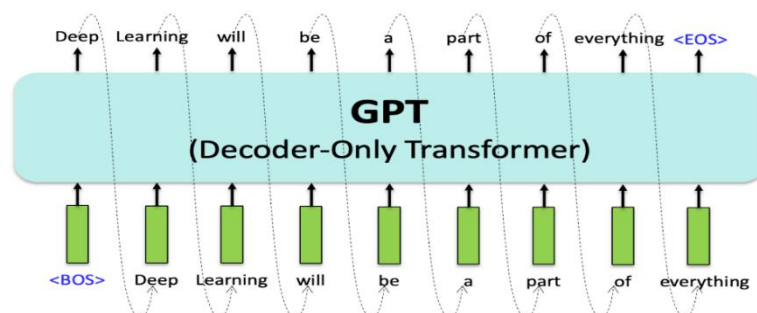 Deep Learning will be a part of everything <EOS>
GPT
(Decoder-Only Transformer)
<BOS> Deep Learning will be a part of everything